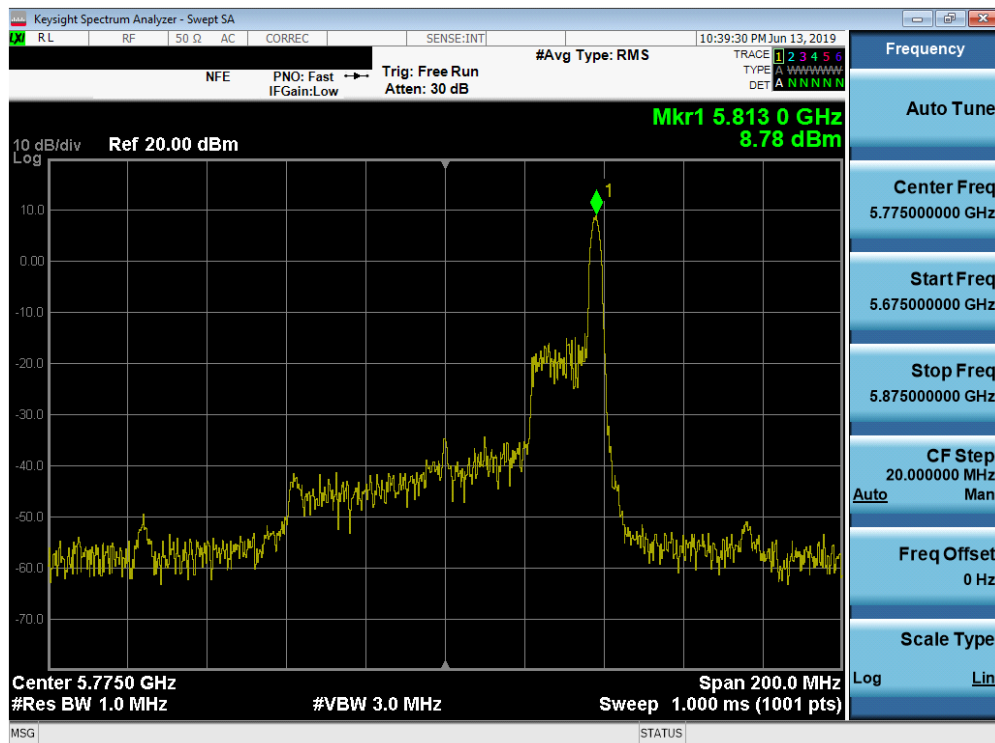 Keysight Spectrum Analyzer - Swept SA
LXI RL RF 50 Ω AC CORREC SENSE:INT 10:39:30 PM Jun 13, 2019
#Avg Type: RMS
TRACE 1 2 3 4 5 6
TYPE A WWWWWW
DET A N N N N N
NFE PNO: Fast Trig: Free Run
IFGain:Low Atten: 30 dB
Mkr1 5.813 0 GHz
8.78 dBm
10 dB/div Ref 20.00 dBm
Log
1
10.0
0.00
-10.0
-20.0
-30.0
-40.0
-50.0
-60.0
-70.0
Center 5.7750 GHz Span 200.0 MHz
#Res BW 1.0 MHz #VBW 3.0 MHz Sweep 1.000 ms (1001 pts)
MSG STATUS
Frequency
Auto Tune
Center Freq
5.775000000 GHz
Start Freq
5.675000000 GHz
Stop Freq
5.875000000 GHz
CF Step
20.000000 MHz
Auto Man
Freq Offset
0 Hz
Scale Type
Log Lin